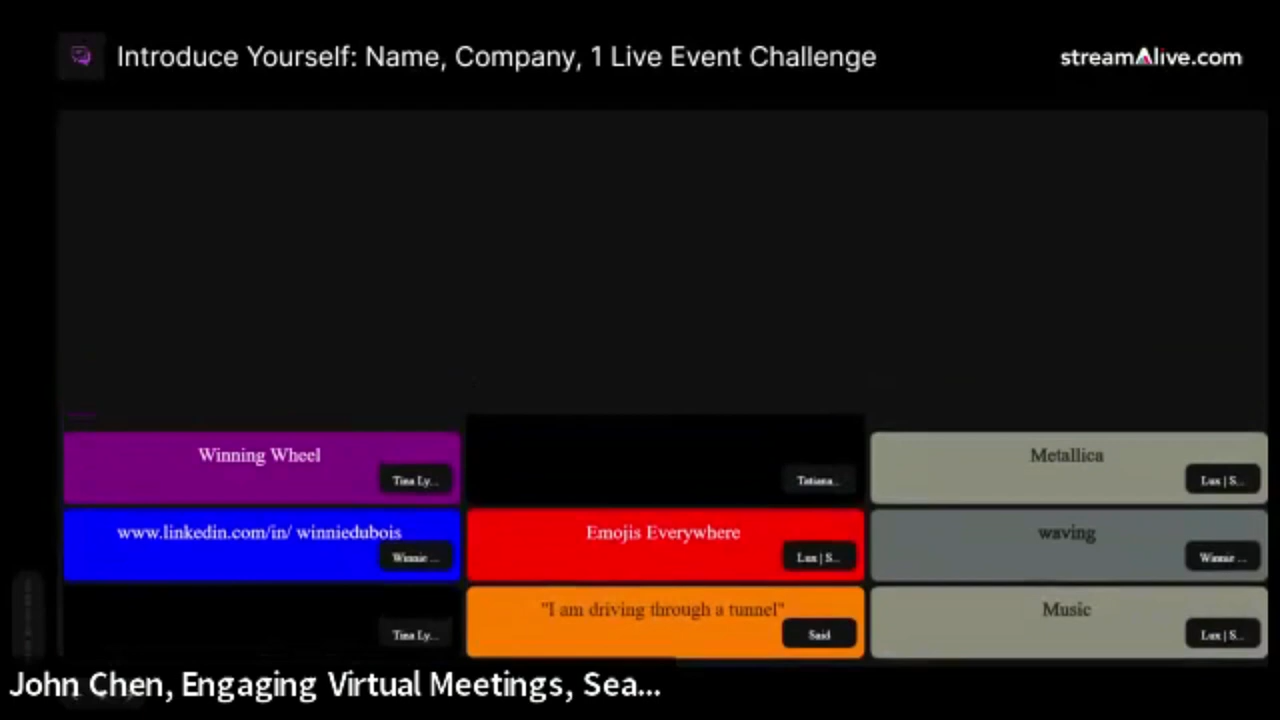 Introduce Yourself: Name, Company, 1 Live Event Challenge
streamAlive.com
Winning Wheel
Tina Ly...
Tatiana...
Metallica
Lux | S...
www.linkedin.com/in/ winniedubois
Winnie ...
Emojis Everywhere
Lux | S...
waving
Winnie ...
Tina Ly...
"I am driving through a tunnel"
Said
Music
Lux | S...
John Chen, Engaging Virtual Meetings, Sea...